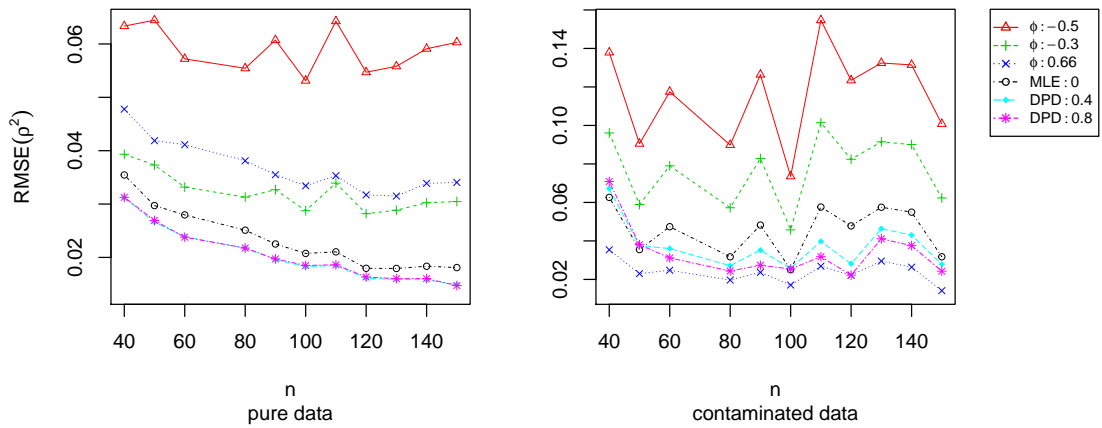 RMSE(ρ²)
0.02
0.04
0.06
40 60 80 100 120 140
n
pure data
0.02
0.06
0.10
0.14
40 60 80 100 120 140
n
contaminated data
ϕ : −0.5
ϕ : −0.3
ϕ : 0.66
MLE : 0
DPD : 0.4
DPD : 0.8